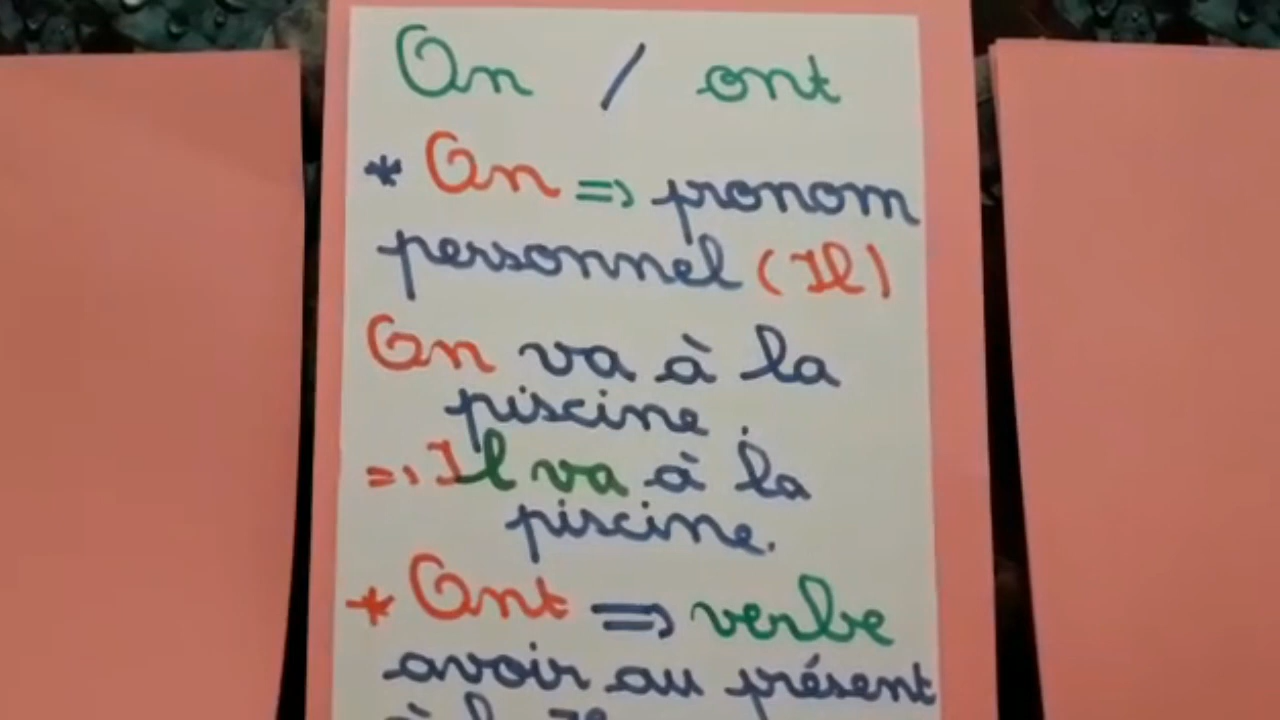 On / ont
* On => pronom
personnel (Il)
On va à la
piscine.
=> Il va à la
piscine.
* Ont => verbe
avoir au présent